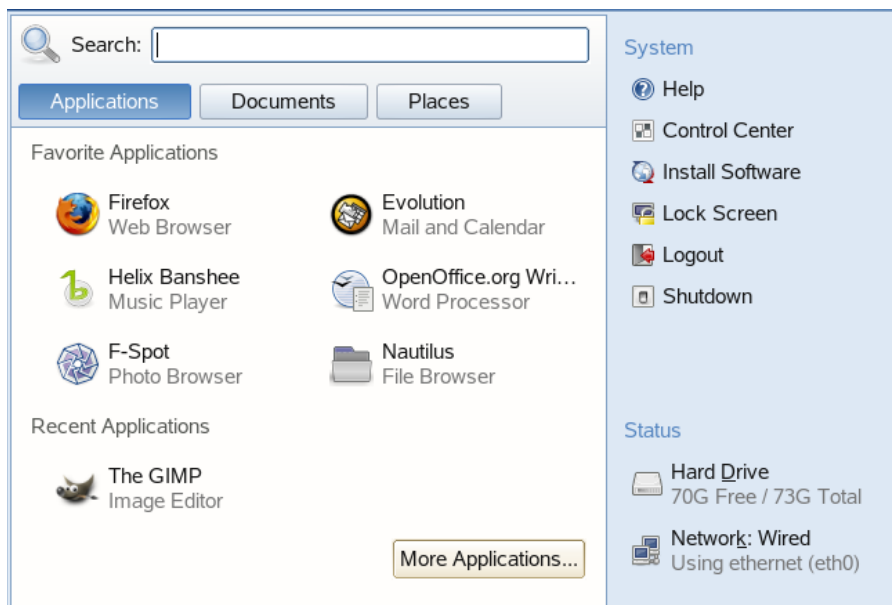 Search:
Applications
Documents
Places
Favorite Applications
Firefox
Web Browser
Evolution
Mail and Calendar
Helix Banshee
Music Player
OpenOffice.org Wri...
Word Processor
F-Spot
Photo Browser
Nautilus
File Browser
Recent Applications
The GIMP
Image Editor
More Applications...
System
Help
Control Center
Install Software
Lock Screen
Logout
Shutdown
Status
Hard Drive
70G Free / 73G Total
Network: Wired
Using ethernet (eth0)